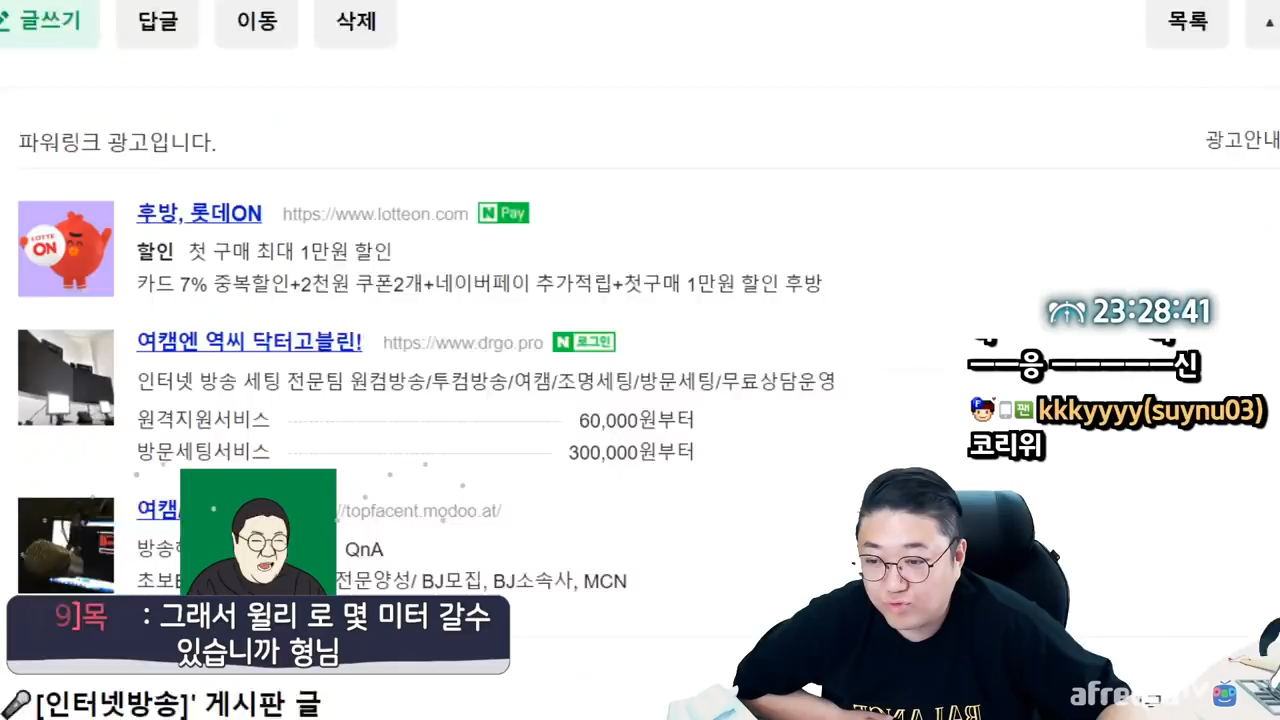 글쓰기 답글 이동 삭제 목록
파워링크 광고입니다. 광고안내
LOTTE ON
후방, 롯데ON https://www.lotteon.com N Pay
할인 첫 구매 최대 1만원 할인
카드 7% 중복할인+2천원 쿠폰2개+네이버페이 추가적립+첫구매 1만원 할인 후방
23:28:41
여캠엔 역씨 닥터고블린! https://www.drgo.pro N 로그인
ㅡㅡ응 ㅡㅡㅡㅡㅡ신
인터넷 방송 세팅 전문팀 원컴방송/투컴방송/여캠/조명세팅/방문세팅/무료상담운영
팬 kkkyyyy(suynu03)
원격지원서비스 60,000원부터
코리위
방문세팅서비스 300,000원부터
여캠 //topfacent.modoo.at/
QnA
전문양성/ BJ모집, BJ소속사, MCN
9]목 : 그래서 윌리 로 몇 미터 갈수
있습니까 형님
[인터넷방송]' 게시판 글